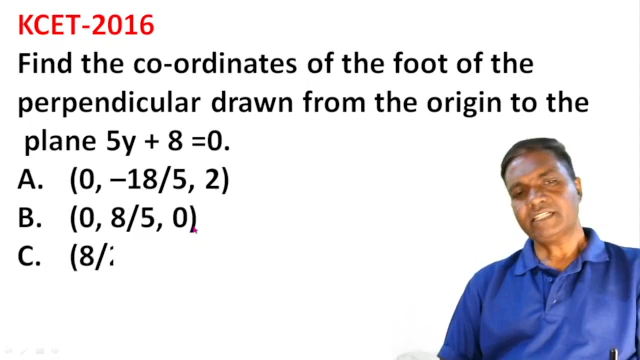 KCET-2016
Find the co-ordinates of the foot of the
perpendicular drawn from the origin to the
plane 5y + 8 =0.
A. (0, –18/5, 2)
B. (0, 8/5, 0)
C. (8/